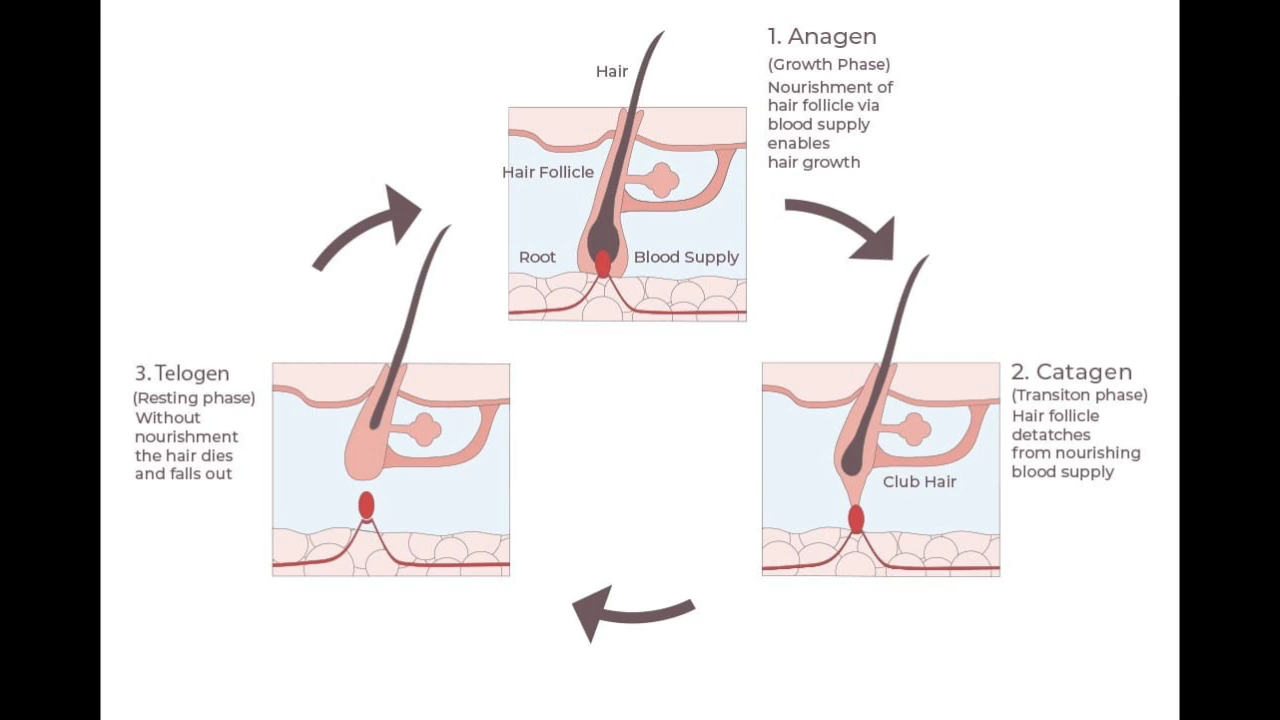 1. Anagen
(Growth Phase)
Nourishment of
hair follicle via
blood supply
enables
hair growth
Hair
Hair Follicle
Root
Blood Supply
2. Catagen
(Transiton phase)
Hair follicle
detatches
from nourishing
blood supply
Club Hair
3. Telogen
(Resting phase)
Without
nourishment
the hair dies
and falls out